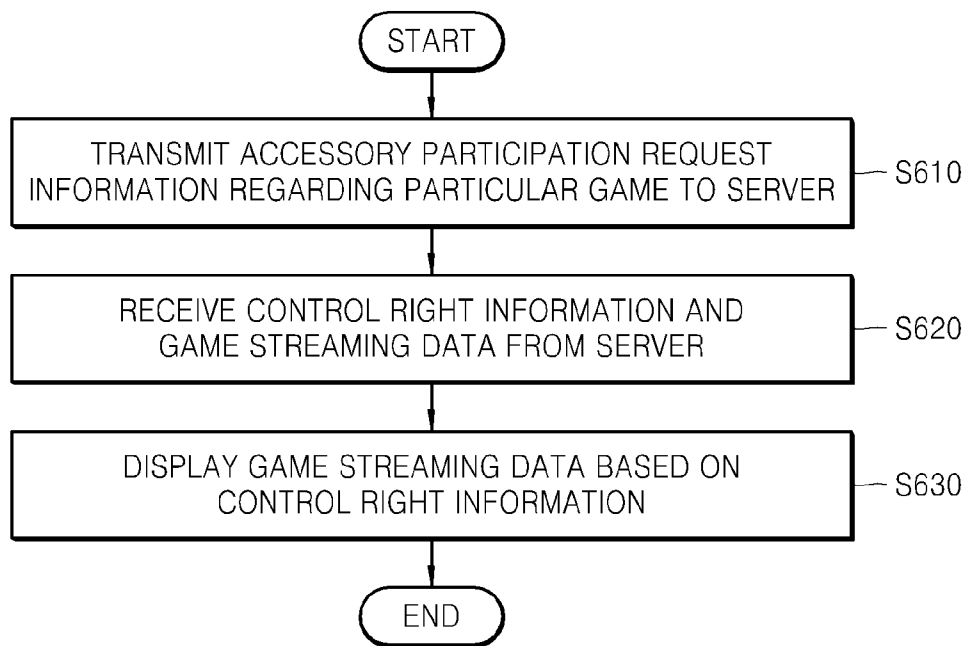 START
TRANSMIT ACCESSORY PARTICIPATION REQUEST
INFORMATION REGARDING PARTICULAR GAME TO SERVER
S610
RECEIVE CONTROL RIGHT INFORMATION AND
GAME STREAMING DATA FROM SERVER
S620
DISPLAY GAME STREAMING DATA BASED ON
CONTROL RIGHT INFORMATION
S630
END